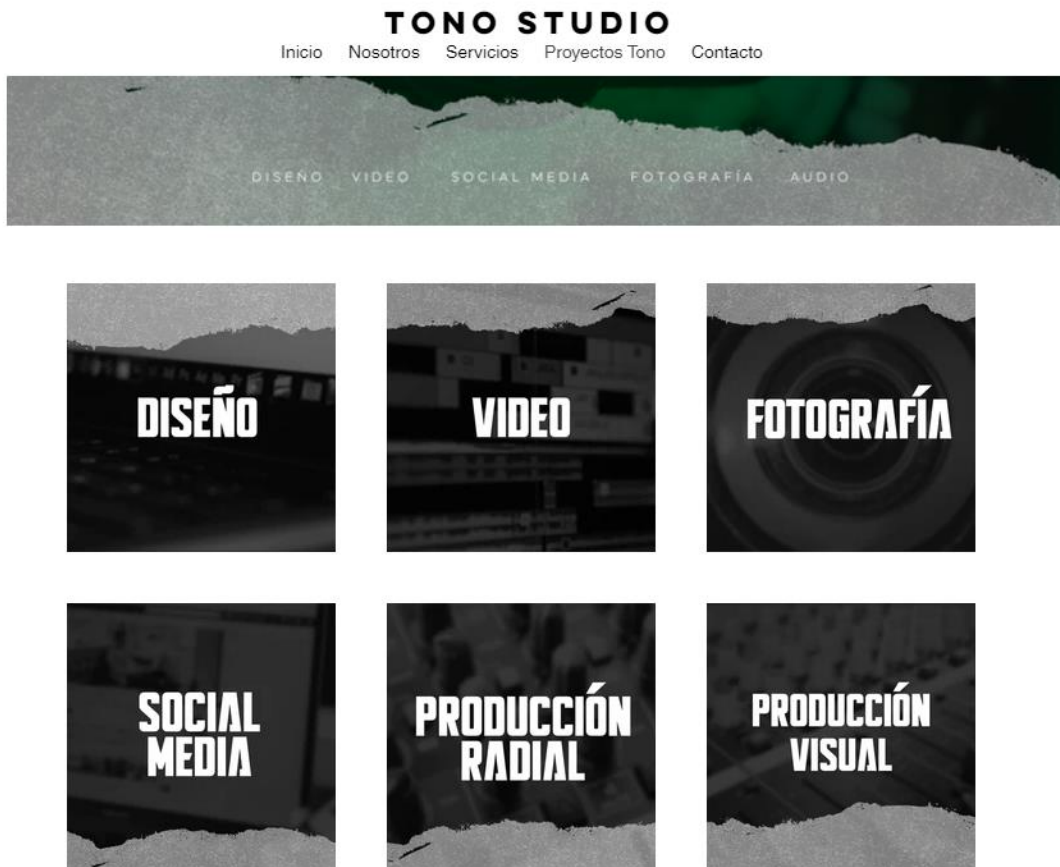 TONO STUDIO
Inicio Nosotros Servicios Proyectos Tono Contacto
DISEÑO VIDEO SOCIAL MEDIA FOTOGRAFÍA AUDIO
DISEÑO
VIDEO
FOTOGRAFÍA
SOCIAL
MEDIA
PRODUCCIÓN
RADIAL
PRODUCCIÓN
VISUAL